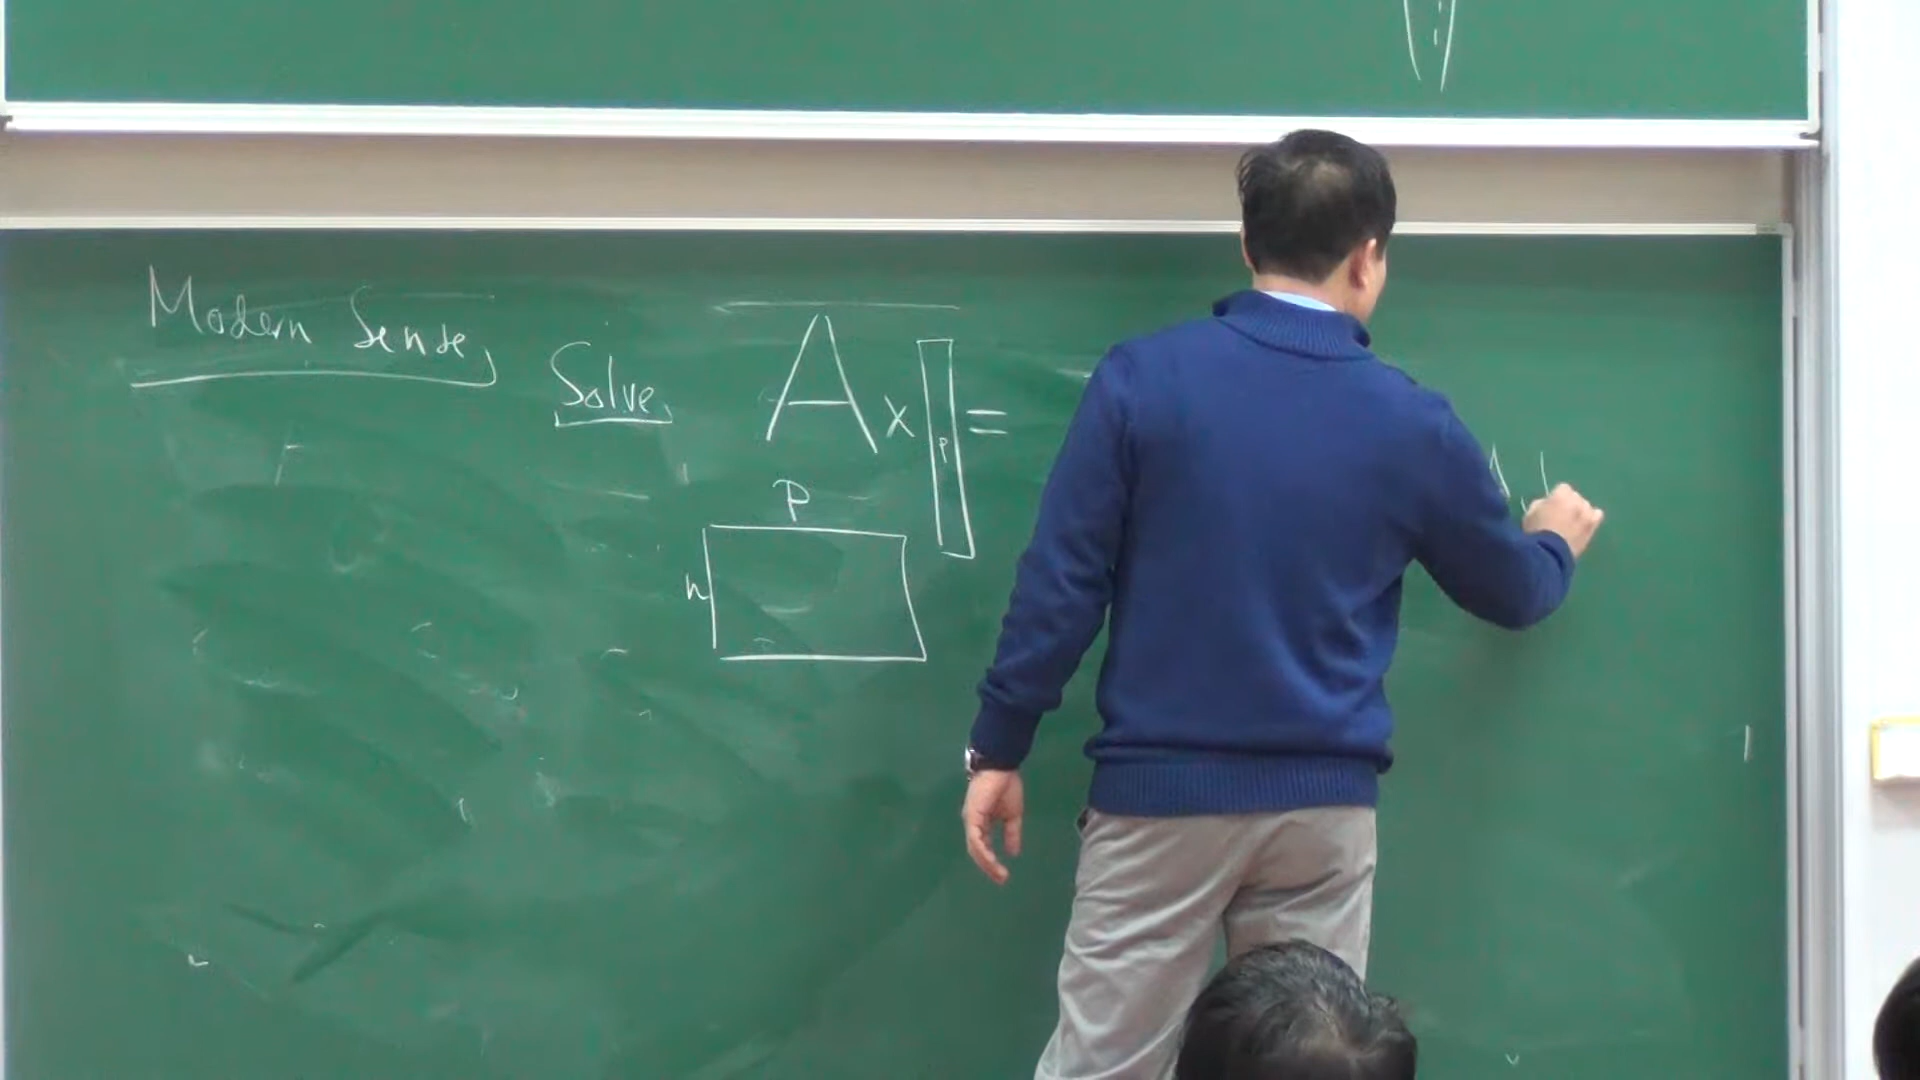 Modern Sense,
Solve, A x P =
P
n